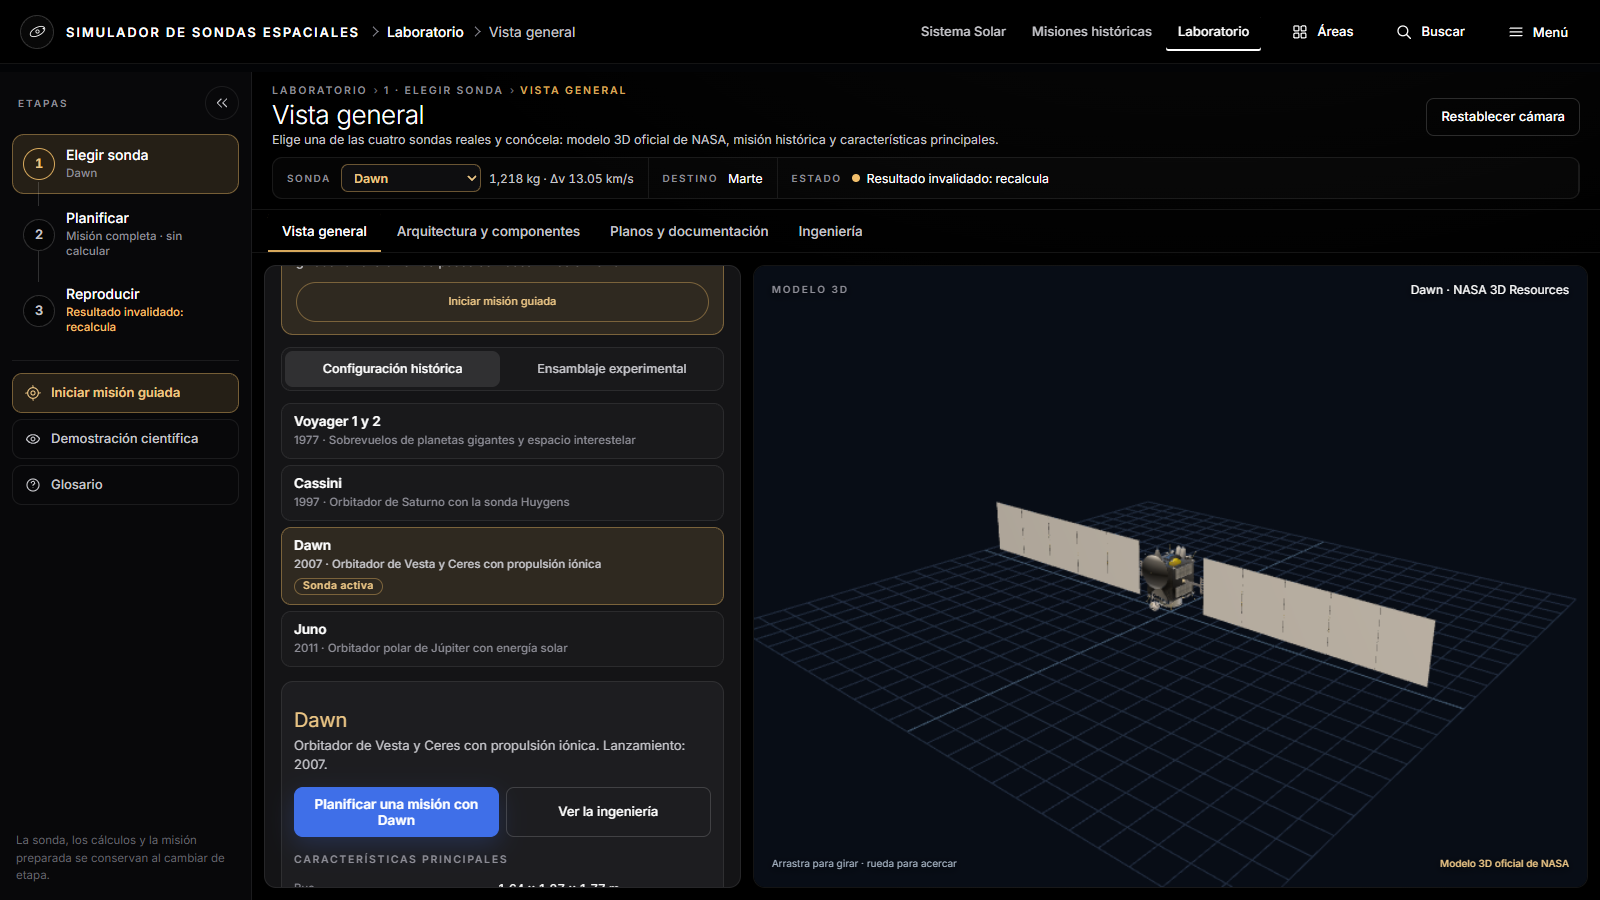 SIMULADOR DE SONDAS ESPACIALES
Laboratorio
Vista general
Sistema Solar
Misiones históricas
Laboratorio
Áreas
Buscar
Menú
ETAPAS
1
Elegir sonda
Dawn
2
Planificar
Misión completa · sin
calcular
3
Reproducir
Resultado invalidado:
recalcula
Iniciar misión guiada
Demostración científica
Glosario
La sonda, los cálculos y la misión
preparada se conservan al cambiar de
etapa.
LABORATORIO › 1 · ELEGIR SONDA › VISTA GENERAL
Vista general
Elige una de las cuatro sondas reales y conócela: modelo 3D oficial de NASA, misión histórica y características principales.
Restablecer cámara
SONDA
Dawn
1,218 kg · Δv 13.05 km/s
DESTINO
Marte
ESTADO
Resultado invalidado: recalcula
Vista general
Arquitectura y componentes
Planos y documentación
Ingeniería
Iniciar misión guiada
Configuración histórica
Ensamblaje experimental
Voyager 1 y 2
1977 · Sobrevuelos de planetas gigantes y espacio interestelar
Cassini
1997 · Orbitador de Saturno con la sonda Huygens
Dawn
2007 · Orbitador de Vesta y Ceres con propulsión iónica
Sonda activa
Juno
2011 · Orbitador polar de Júpiter con energía solar
Dawn
Orbitador de Vesta y Ceres con propulsión iónica. Lanzamiento:
2007.
Planificar una misión con
Dawn
Ver la ingeniería
CARACTERÍSTICAS PRINCIPALES
MODELO 3D
Dawn · NASA 3D Resources
Arrastra para girar · rueda para acercar
Modelo 3D oficial de NASA